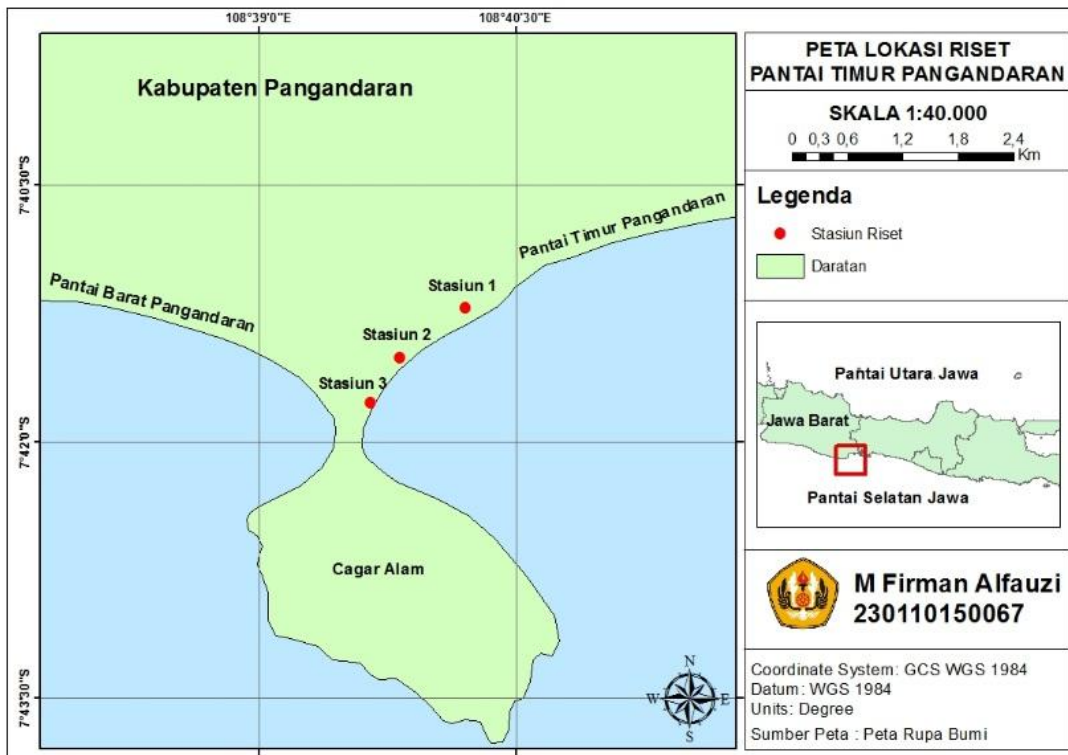 108°39'0"E
108°40'30"E
7°40'30"S
7°42'0"S
7°43'30"S
Kabupaten Pangandaran
Pantai Timur Pangandaran
Pantai Barat Pangandaran
Stasiun 1
Stasiun 2
Stasiun 3
Cagar Alam
N
W E
S
PETA LOKASI RISET
PANTAI TIMUR PANGANDARAN
SKALA 1:40.000
0 0,3 0,6 1,2 1,8 2,4
Km
Legenda
Stasiun Riset
Daratan
Pantai Utara Jawa
Jawa Barat
Pantai Selatan Jawa
M Firman Alfauzi
230110150067
Coordinate System: GCS WGS 1984
Datum: WGS 1984
Units: Degree
Sumber Peta : Peta Rupa Bumi